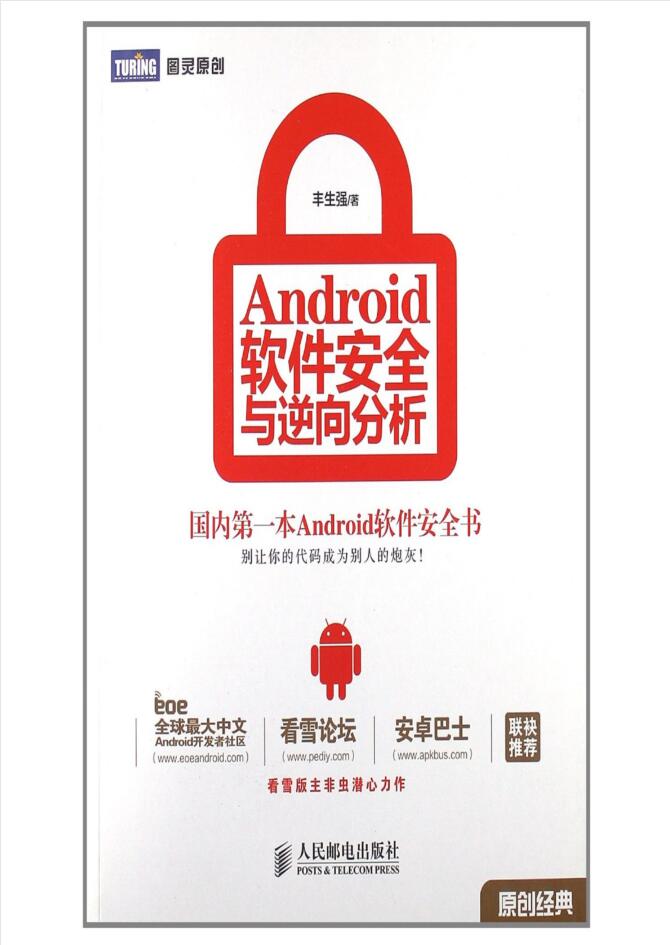 TURING 图灵原创
丰生强/著
Android
软件安全
与逆向分析
国内第一本Android软件安全书
别让你的代码成为别人的炮灰!
eoe
全球最大中文
Android开发者社区
(www.eoeandroid.com)
看雪论坛
(www.pediy.com)
安卓巴士
(www.apkbus.com)
联袂
推荐
看雪版主非虫潜心力作
人民邮电出版社
POSTS & TELECOM PRESS
原创经典